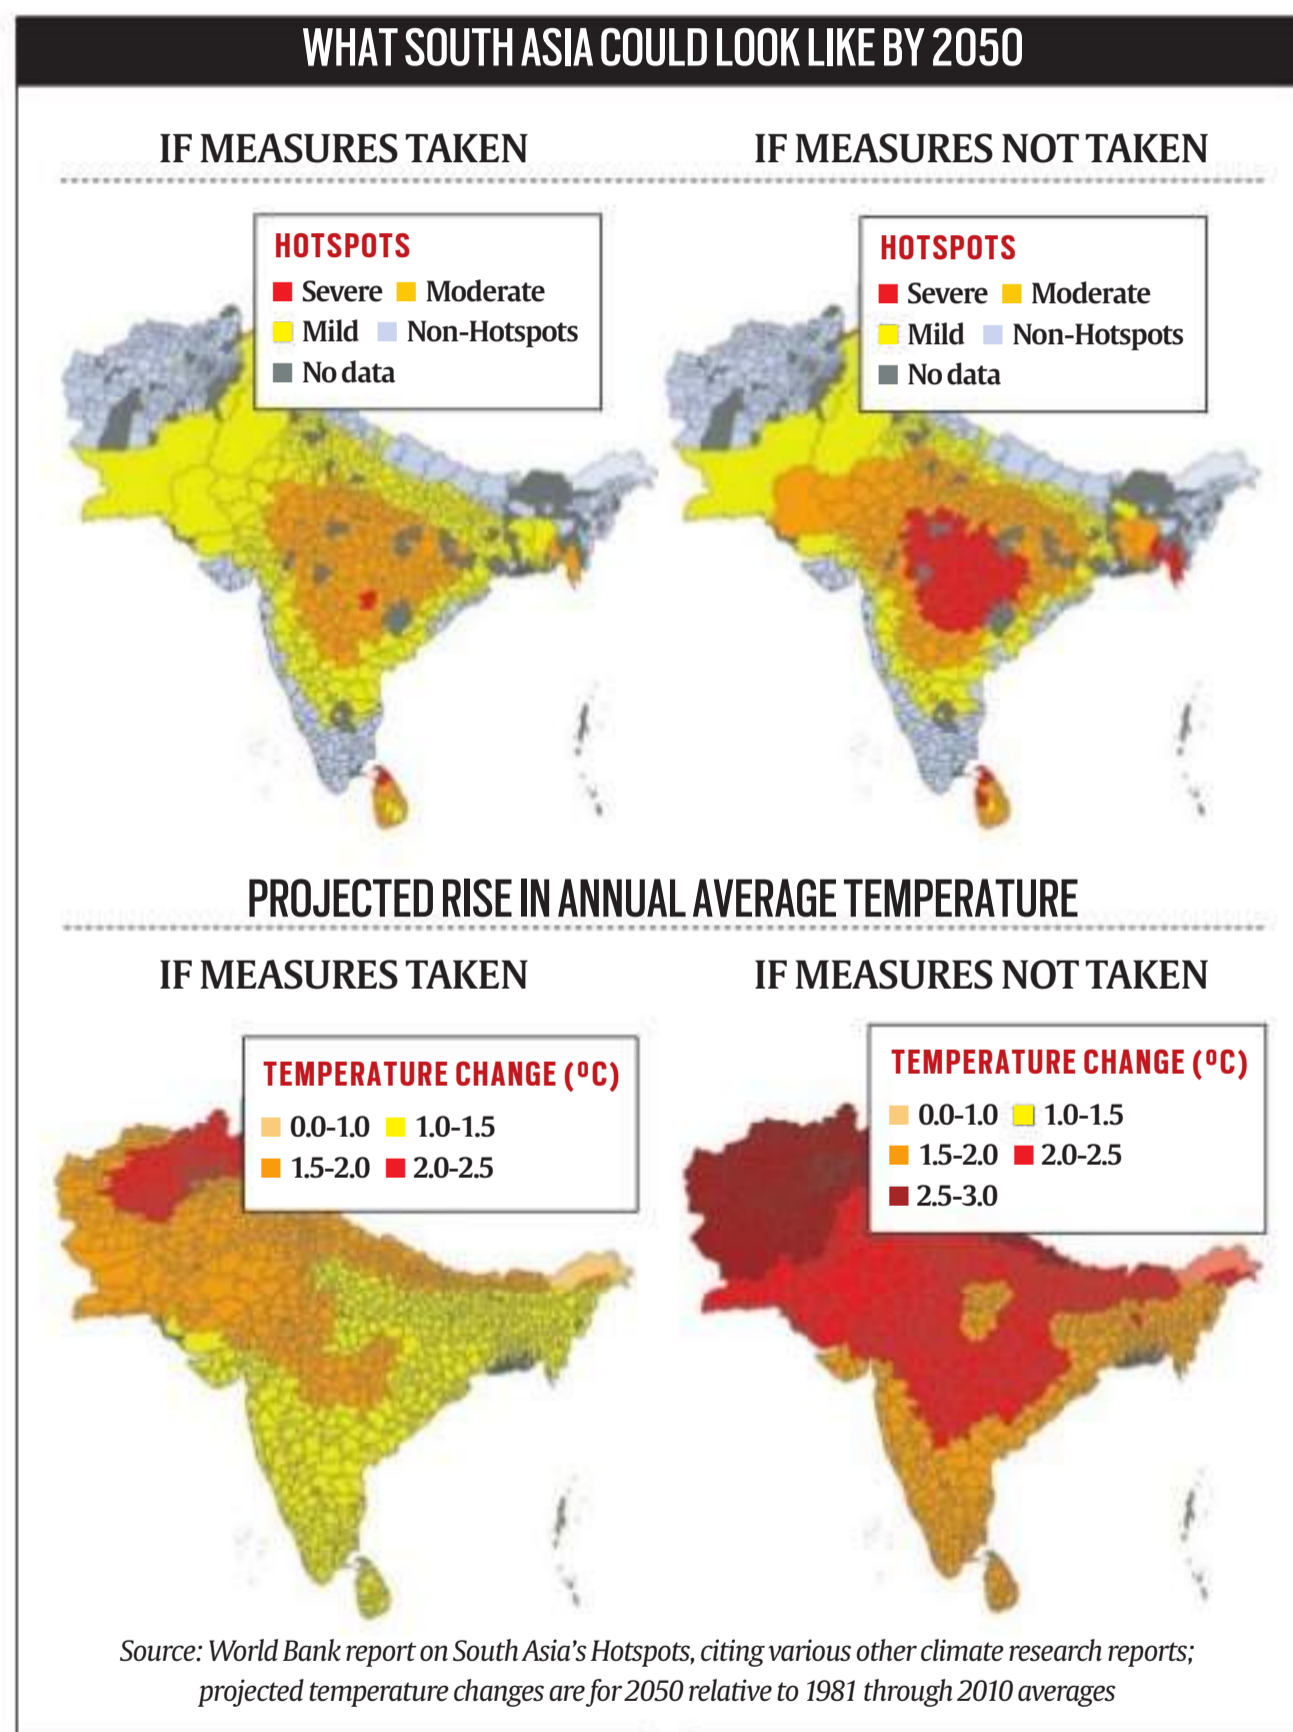 WHAT SOUTH ASIA COULD LOOK LIKE BY 2050
IF MEASURES TAKEN
IF MEASURES NOT TAKEN
HOTSPOTS
Severe Moderate
Mild Non-Hotspots
No data
HOTSPOTS
Severe Moderate
Mild Non-Hotspots
No data
PROJECTED RISE IN ANNUAL AVERAGE TEMPERATURE
IF MEASURES TAKEN
IF MEASURES NOT TAKEN
TEMPERATURE CHANGE (ºC)
0.0-1.0 1.0-1.5
1.5-2.0 2.0-2.5
TEMPERATURE CHANGE (ºC)
0.0-1.0 1.0-1.5
1.5-2.0 2.0-2.5
2.5-3.0
Source: World Bank report on South Asia's Hotspots, citing various other climate research reports;
projected temperature changes are for 2050 relative to 1981 through 2010 averages